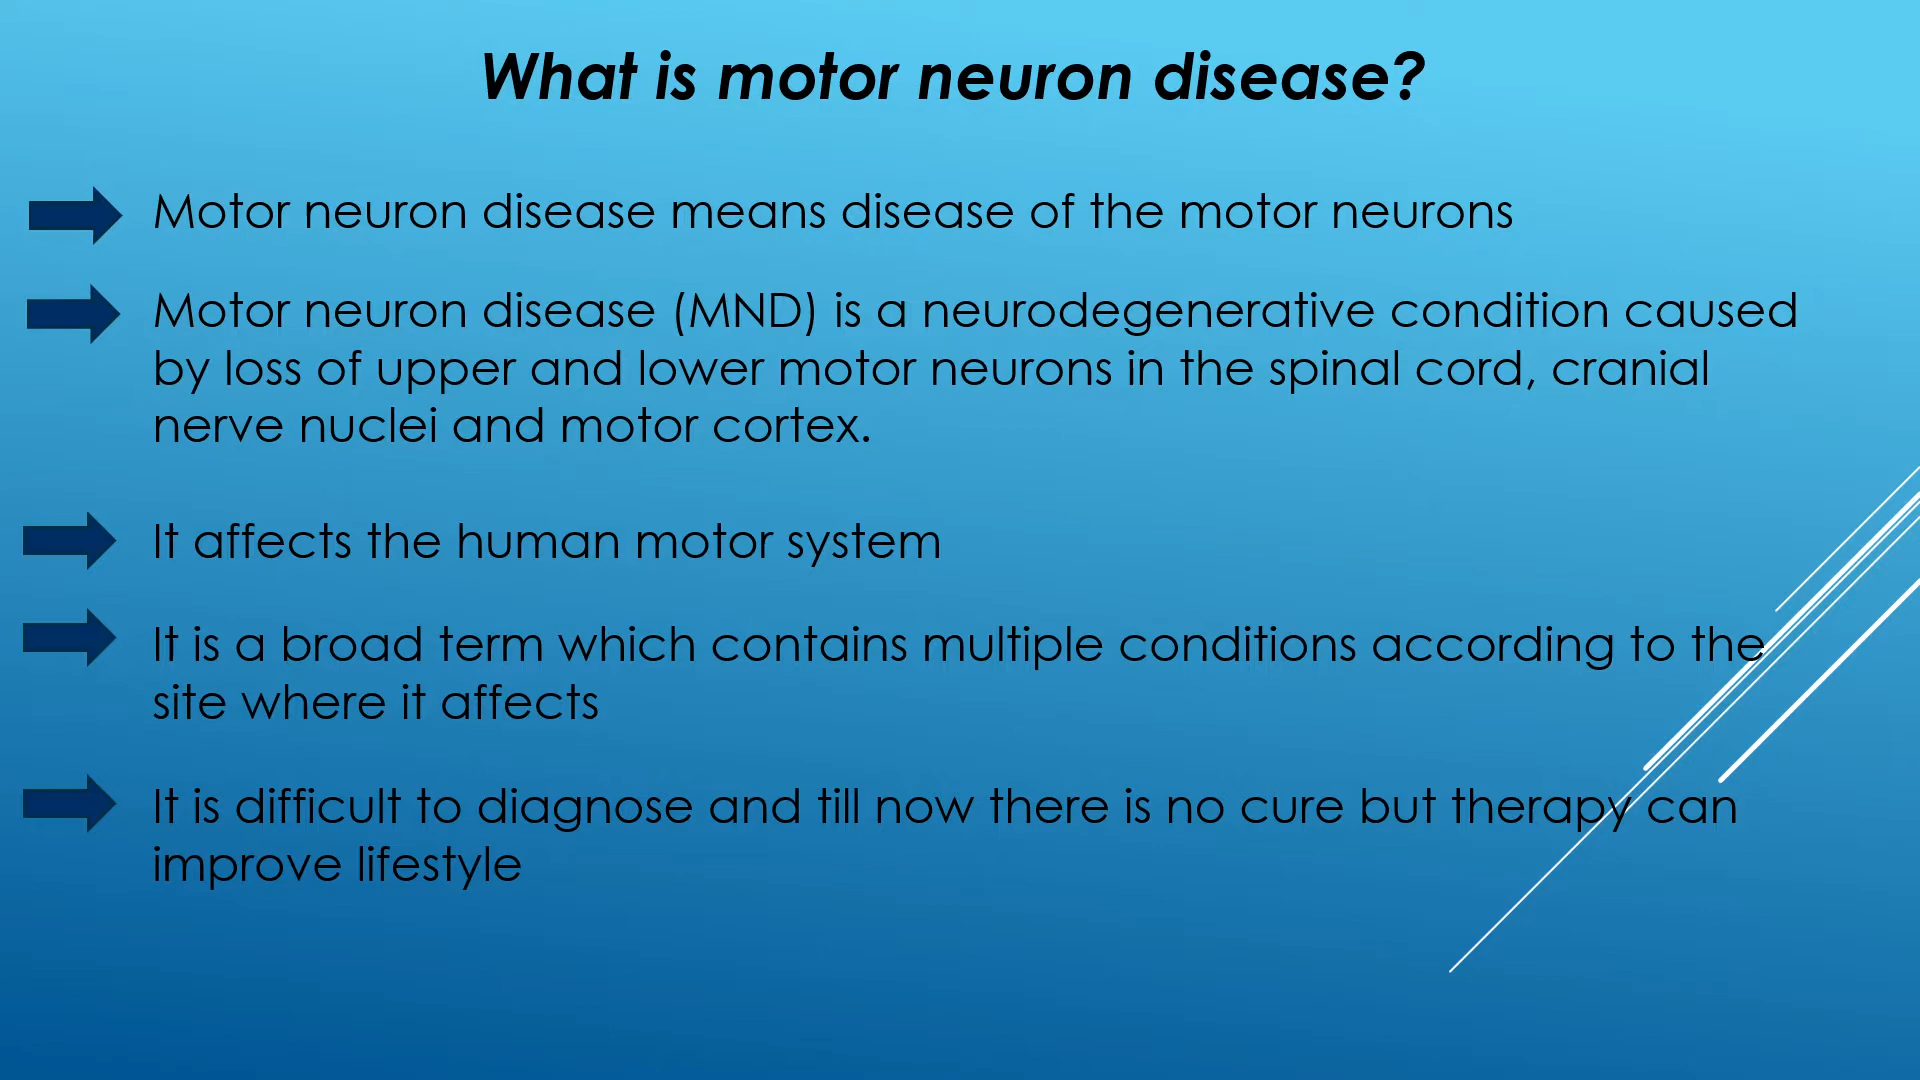 What is motor neuron disease?
Motor neuron disease means disease of the motor neurons
Motor neuron disease (MND) is a neurodegenerative condition caused
by loss of upper and lower motor neurons in the spinal cord, cranial
nerve nuclei and motor cortex.
It affects the human motor system
It is a broad term which contains multiple conditions according to the
site where it affects
It is difficult to diagnose and till now there is no cure but therapy can
improve lifestyle